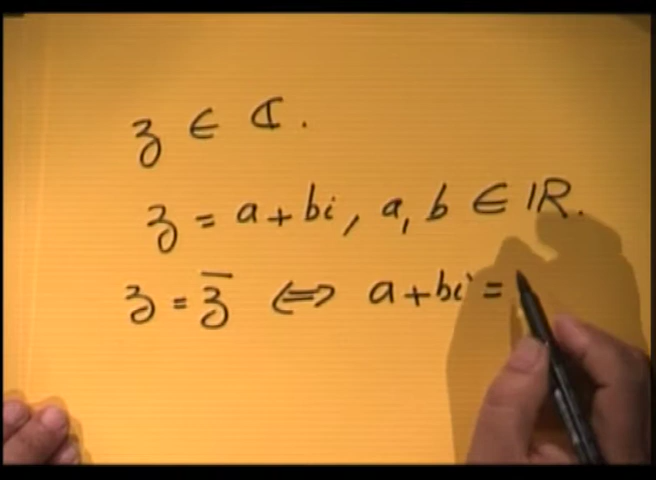 z ∈ ℂ.
z = a + bi, a, b ∈ ℝ.
z = z̅ ⇔ a + bi =